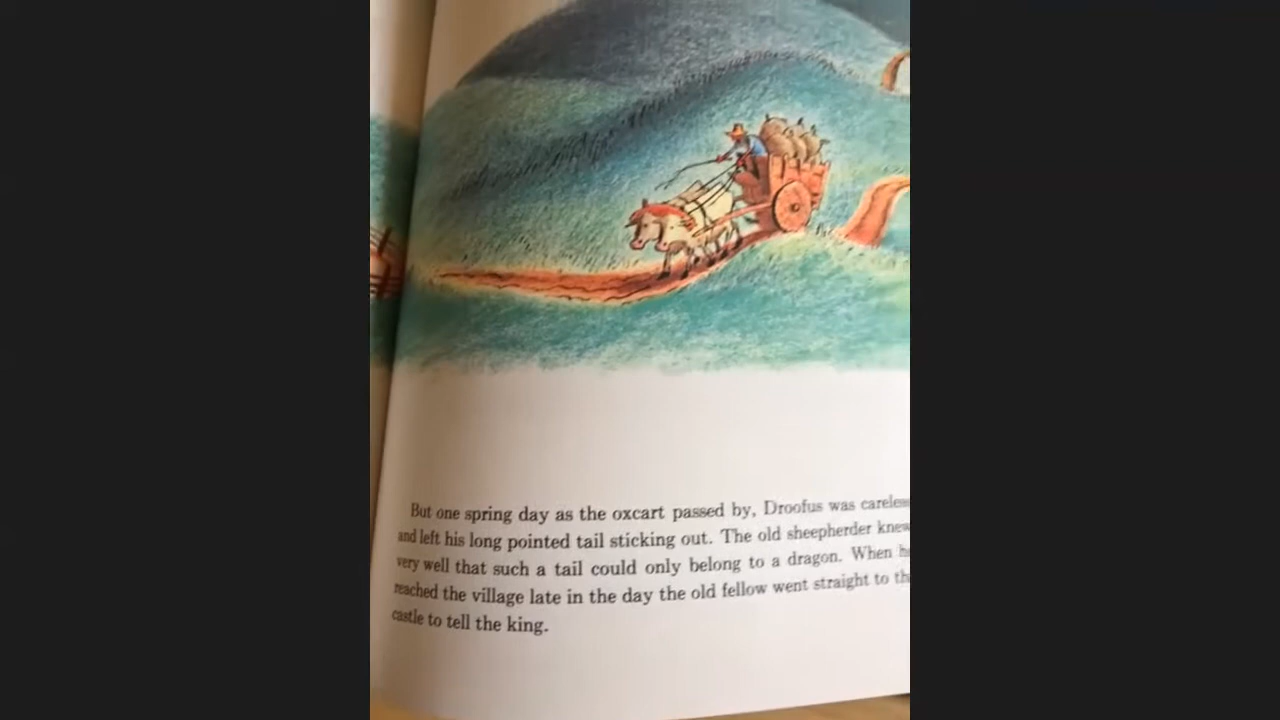 But one spring day as the oxcart passed by, Droofus was careless
and left his long pointed tail sticking out. The old sheepherder knew
very well that such a tail could only belong to a dragon. When he
reached the village late in the day the old fellow went straight to the
castle to tell the king.